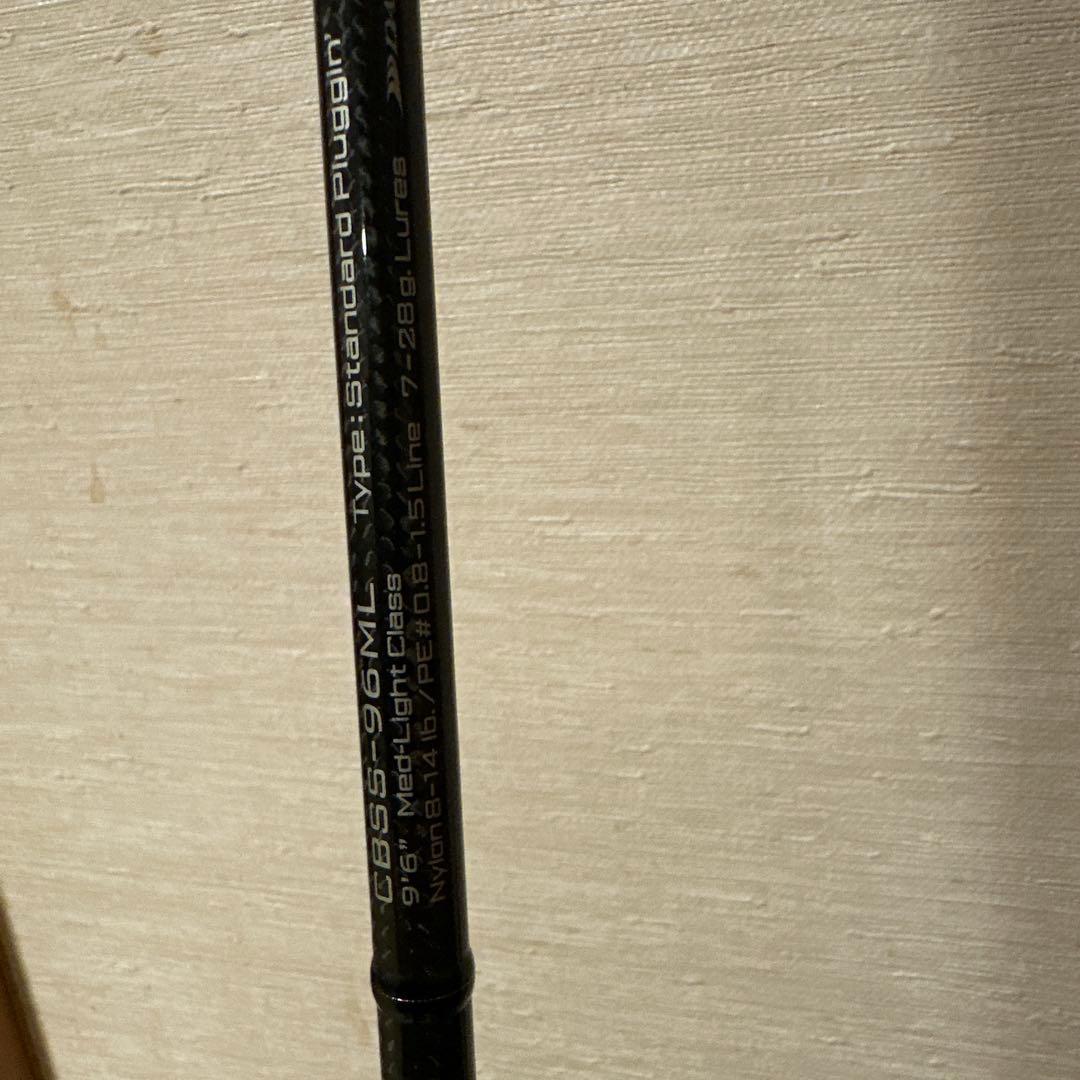 CBSS-96ML Type;Standard Pluggin'
9'6" Med-Light Class
Nylon 8-14 lb./PE#0.8-1.5 Line 7-28g. Lures